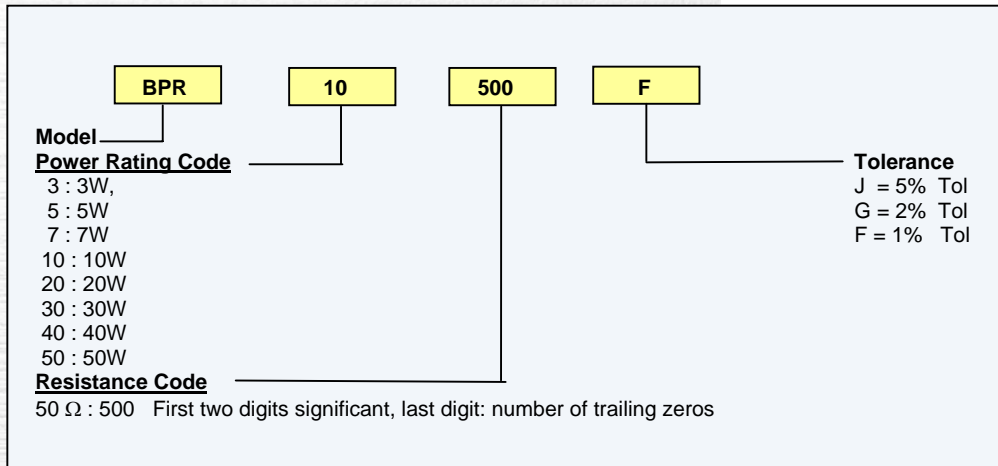 BPR 10 500 F
Model
Power Rating Code
3 : 3W,
5 : 5W
7 : 7W
10 : 10W
20 : 20W
30 : 30W
40 : 40W
50 : 50W
Tolerance
J = 5% Tol
G = 2% Tol
F = 1% Tol
Resistance Code
50 Ω : 500 First two digits significant, last digit: number of trailing zeros